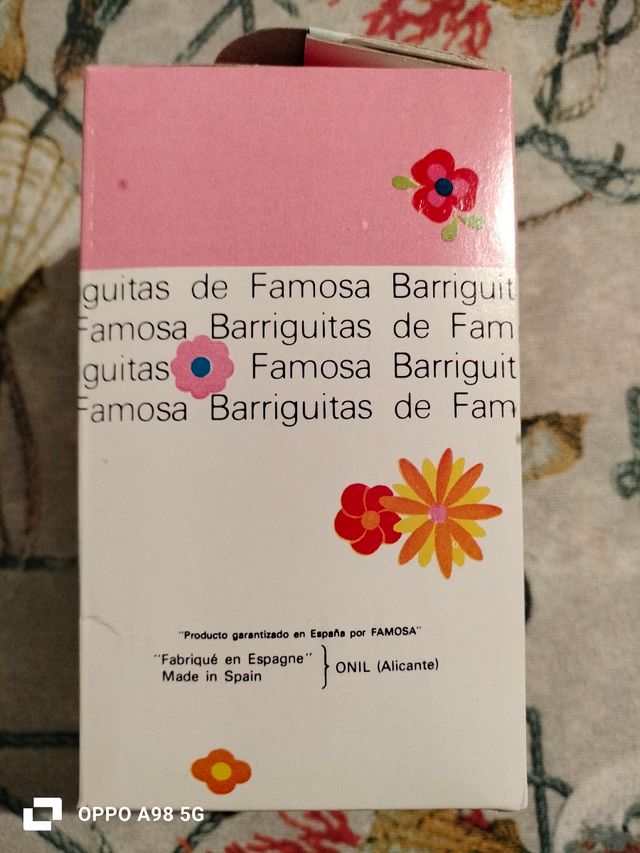 guitas de Famosa Barriguit
Famosa Barriguitas de Fam
guitas Famosa Barriguit
Famosa Barriguitas de Fam
"Producto garantizado en España por FAMOSA"
"Fabriqué en Espagne"
Made in Spain
ONIL (Alicante)
OPPO A98 5G